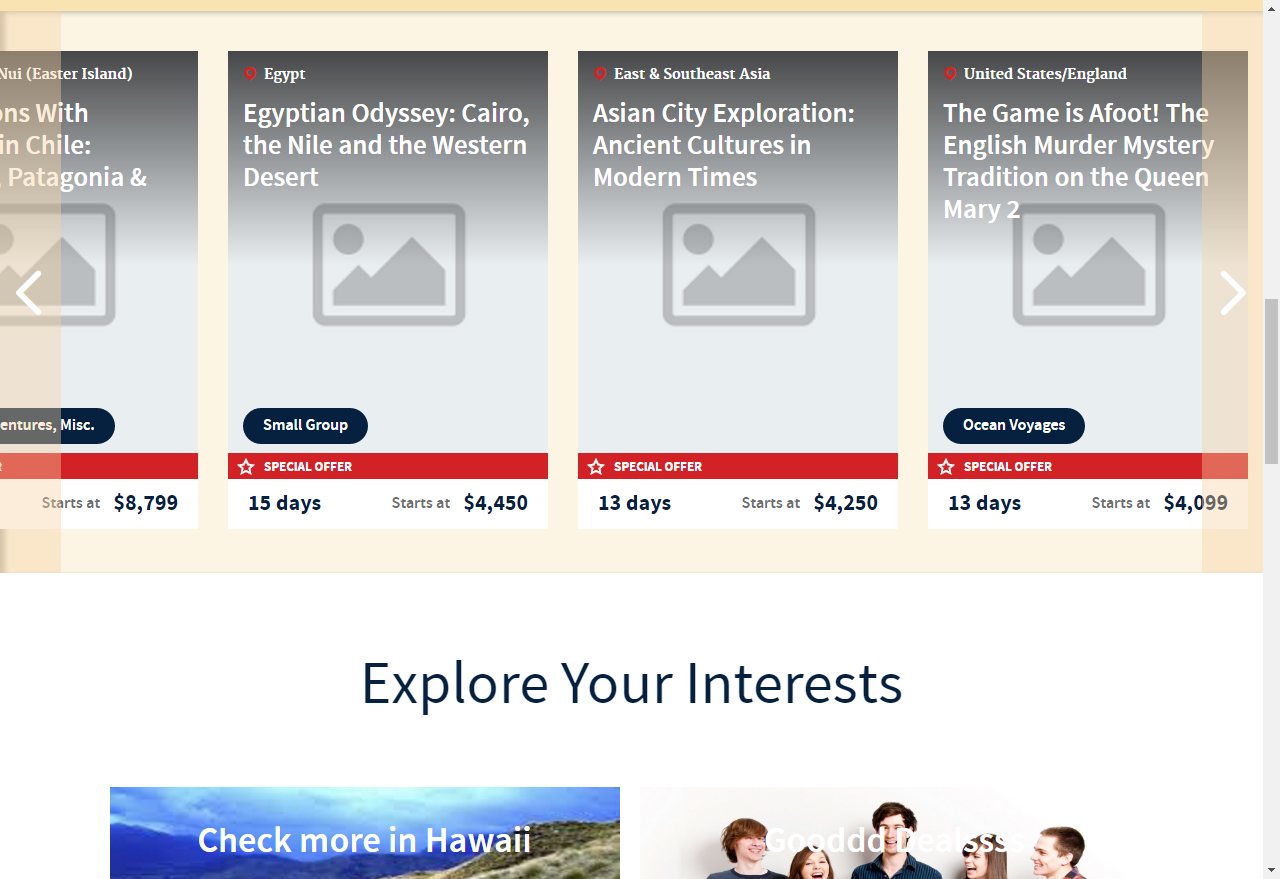 Nui (Easter Island)
ons With
in Chile:
, Patagonia &
entures, Misc.
R
Starts at $8,799
Egypt
Egyptian Odyssey: Cairo,
the Nile and the Western
Desert
Small Group
SPECIAL OFFER
15 days Starts at $4,450
East & Southeast Asia
Asian City Exploration:
Ancient Cultures in
Modern Times
SPECIAL OFFER
13 days Starts at $4,250
United States/England
The Game is Afoot! The
English Murder Mystery
Tradition on the Queen
Mary 2
Ocean Voyages
SPECIAL OFFER
13 days Starts at $4,099
Explore Your Interests
Check more in Hawaii
Gooddd Dealssss